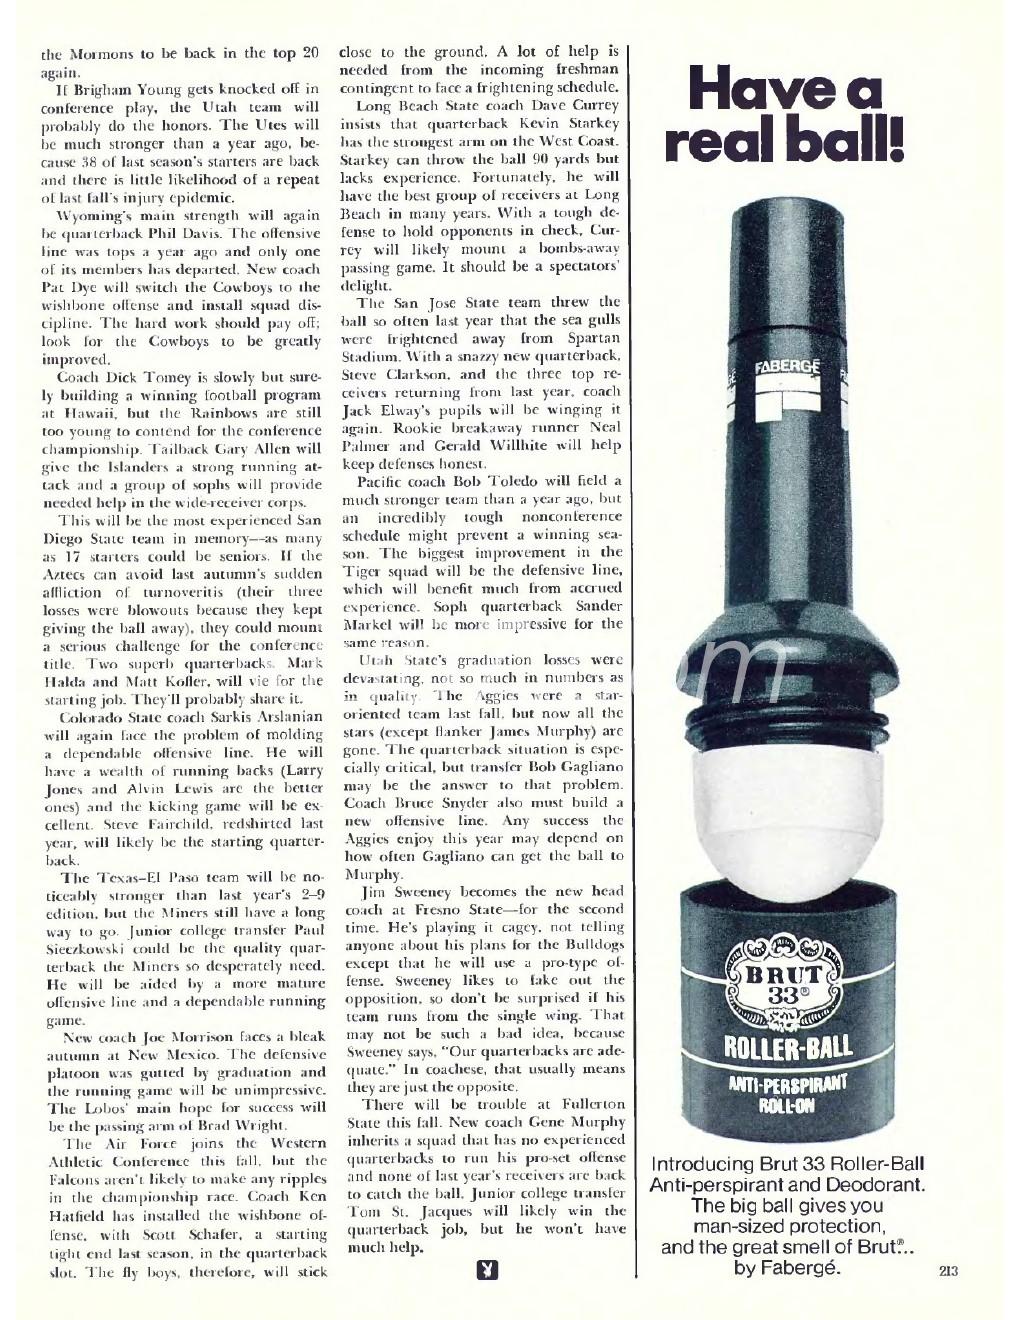 the Mormons to be back in the top 20
again.
If Brigham Young gets knocked off in
conference play, the Utah team will
probably do the honors. The Utes will
be much stronger than a year ago, be-
cause 38 of last season's starters are back
and there is little likelihood of a repeat
of last fall's injury epidemic.
Wyoming's main strength will again
be quarterback Phil Davis. The offensive
line was tops a year ago and only one
of its members has departed. New coach
Pat Dye will switch the Cowboys to the
wishbone offense and install squad dis-
cipline. The hard work should pay off;
look for the Cowboys to be greatly
improved.
Coach Dick Tomey is slowly but sure-
ly building a winning football program
at Hawaii, but the Rainbows are still
too young to contend for the conference
championship. Tailback Gary Allen will
give the Islanders a strong running at-
tack and a group of sophs will provide
needed help in the wide-receiver corps.
This will be the most experienced San
Diego State team in memory—as many
as 17 starters could be seniors. If the
Aztecs can avoid last autumn's sudden
affliction of turnoveritis (their three
losses were blowouts because they kept
giving the ball away), they could mount
a serious challenge for the conference
title. Two superb quarterbacks, Mark
Halda and Matt Kofler, will vie for the
starting job. They'll probably share it.
Colorado State coach Sarkis Arslanian
will again face the problem of molding
a dependable offensive line. He will
have a wealth of running backs (Larry
Jones and Alvin Lewis are the better
ones) and the kicking game will be ex-
cellent. Steve Fairchild, redshirted last
year, will likely be the starting quarter-
back.
The Texas–El Paso team will be no-
ticeably stronger than last year's 2–9
edition, but the Miners still have a long
way to go. Junior college transfer Paul
Sieczkowski could be the quality quar-
terback the Miners so desperately need.
He will be aided by a more mature
offensive line and a dependable running
game.
New coach Joe Morrison faces a bleak
autumn at New Mexico. The defensive
platoon was gutted by graduation and
the running game will be unimpressive.
The Lobos' main hope for success will
be the passing arm of Brad Wright.
The Air Force joins the Western
Athletic Conference this fall, but the
Falcons aren't likely to make any ripples
in the championship race. Coach Ken
Hatfield has installed the wishbone of-
fense, with Scott Schafer, a starting
tight end last season, in the quarterback
slot. The fly boys, therefore, will stick
close to the ground. A lot of help is
needed from the incoming freshman
contingent to face a frightening schedule.
Long Beach State coach Dave Currey
insists that quarterback Kevin Starkey
has the strongest arm on the West Coast.
Starkey can throw the ball 90 yards but
lacks experience. Fortunately, he will
have the best group of receivers at Long
Beach in many years. With a tough de-
fense to hold opponents in check, Cur-
rey will likely mount a bombs-away
passing game. It should be a spectators'
delight.
The San Jose State team threw the
ball so often last year that the sea gulls
were frightened away from Spartan
Stadium. With a snazzy new quarterback,
Steve Clarkson, and the three top re-
ceivers returning from last year, coach
Jack Elway's pupils will be winging it
again. Rookie breakaway runner Neal
Palmer and Gerald Willhite will help
keep defenses honest.
Pacific coach Bob Toledo will field a
much stronger team than a year ago, but
an incredibly tough nonconference
schedule might prevent a winning sea-
son. The biggest improvement in the
Tiger squad will be the defensive line,
which will benefit much from accrued
experience. Soph quarterback Sander
Markel will be more impressive for the
same reason.
Utah State's graduation losses were
devastating, not so much in numbers as
in quality. The Aggies were a star-
oriented team last fall, but now all the
stars (except flanker James Murphy) are
gone. The quarterback situation is espe-
cially critical, but transfer Bob Gagliano
may be the answer to that problem.
Coach Bruce Snyder also must build a
new offensive line. Any success the
Aggies enjoy this year may depend on
how often Gagliano can get the ball to
Murphy.
Jim Sweeney becomes the new head
coach at Fresno State—for the second
time. He's playing it cagey, not telling
anyone about his plans for the Bulldogs
except that he will use a pro-type of-
fense. Sweeney likes to fake out the
opposition, so don't be surprised if his
team runs from the single wing. That
may not be such a bad idea, because
Sweeney says, "Our quarterbacks are ade-
quate." In coachese, that usually means
they are just the opposite.
There will be trouble at Fullerton
State this fall. New coach Gene Murphy
inherits a squad that has no experienced
quarterbacks to run his pro-set offense
and none of last year's receivers are back
to catch the ball. Junior college transfer
Tom St. Jacques will likely win the
quarterback job, but he won't have
much help.
Have a
real ball!
FABERGÉ
om
BRUT
33®
ROLLER-BALL
ANTI-PERSPIRANT
ROLL-ON
Introducing Brut 33 Roller-Ball
Anti-perspirant and Deodorant.
The big ball gives you
man-sized protection,
and the great smell of Brut®...
by Fabergé.
213